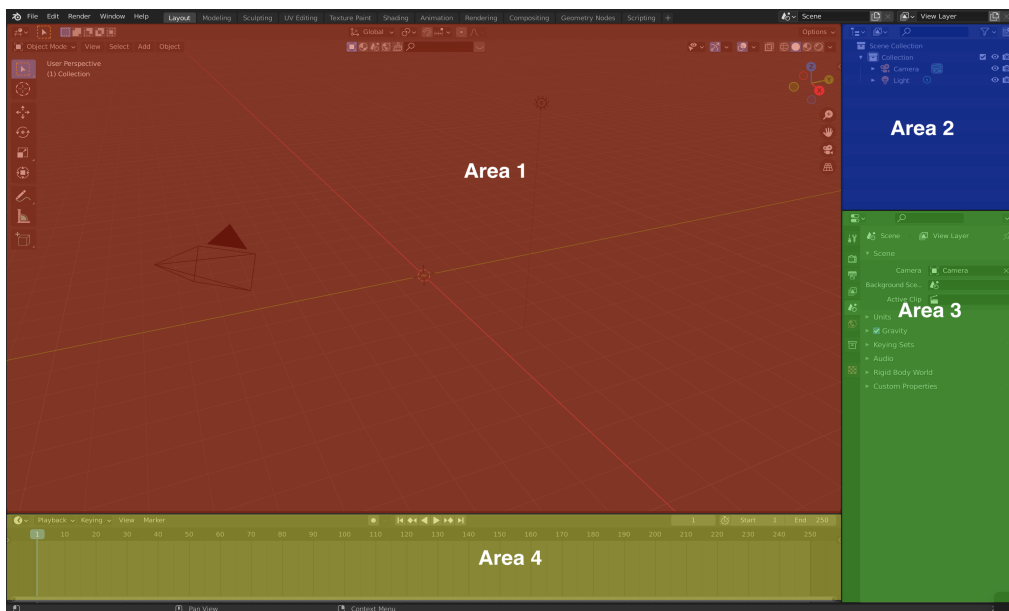 File Edit Render Window Help Layout Modeling Sculpting UV Editing Texture Paint Shading Animation Rendering Compositing Geometry Nodes Scripting + Scene View Layer
Global Options
Object Mode View Select Add Object
User Perspective
(1) Collection
Z
Y
X
Area 1
Scene Collection
Collection
Camera
Light
Area 2
Scene View Layer
Scene
Camera Camera
Background Sce..
Active Clip
Area 3
Units
Gravity
Keying Sets
Audio
Rigid Body World
Custom Properties
Playback Keying View Marker 1 Start 1 End 250
1 10 20 30 40 50 60 70 80 90 100 110 120 130 140 150 160 170 180 190 200 210 220 230 240 250
Area 4
Pan View Context Menu